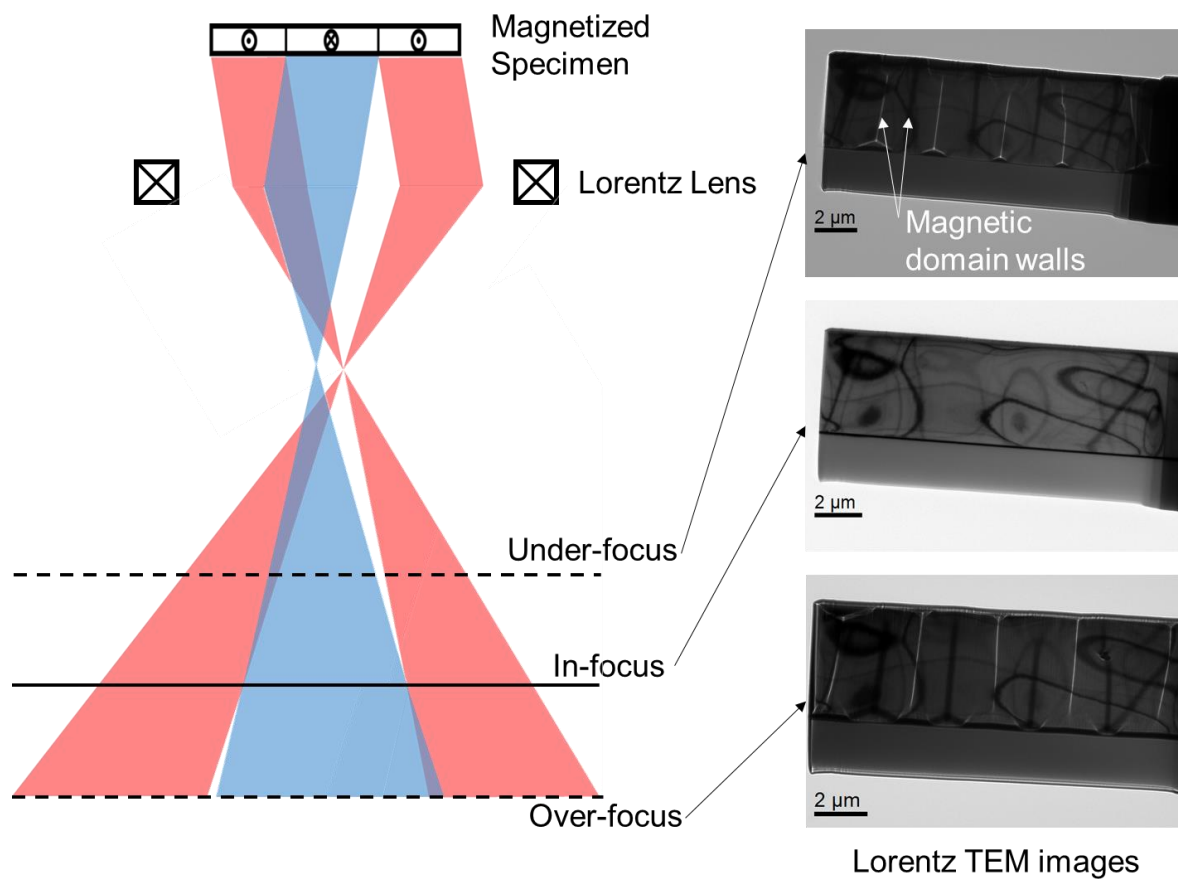 Magnetized
Specimen
Lorentz Lens
2 μm
Magnetic
domain walls
2 μm
Under-focus
In-focus
2 μm
Over-focus
Lorentz TEM images